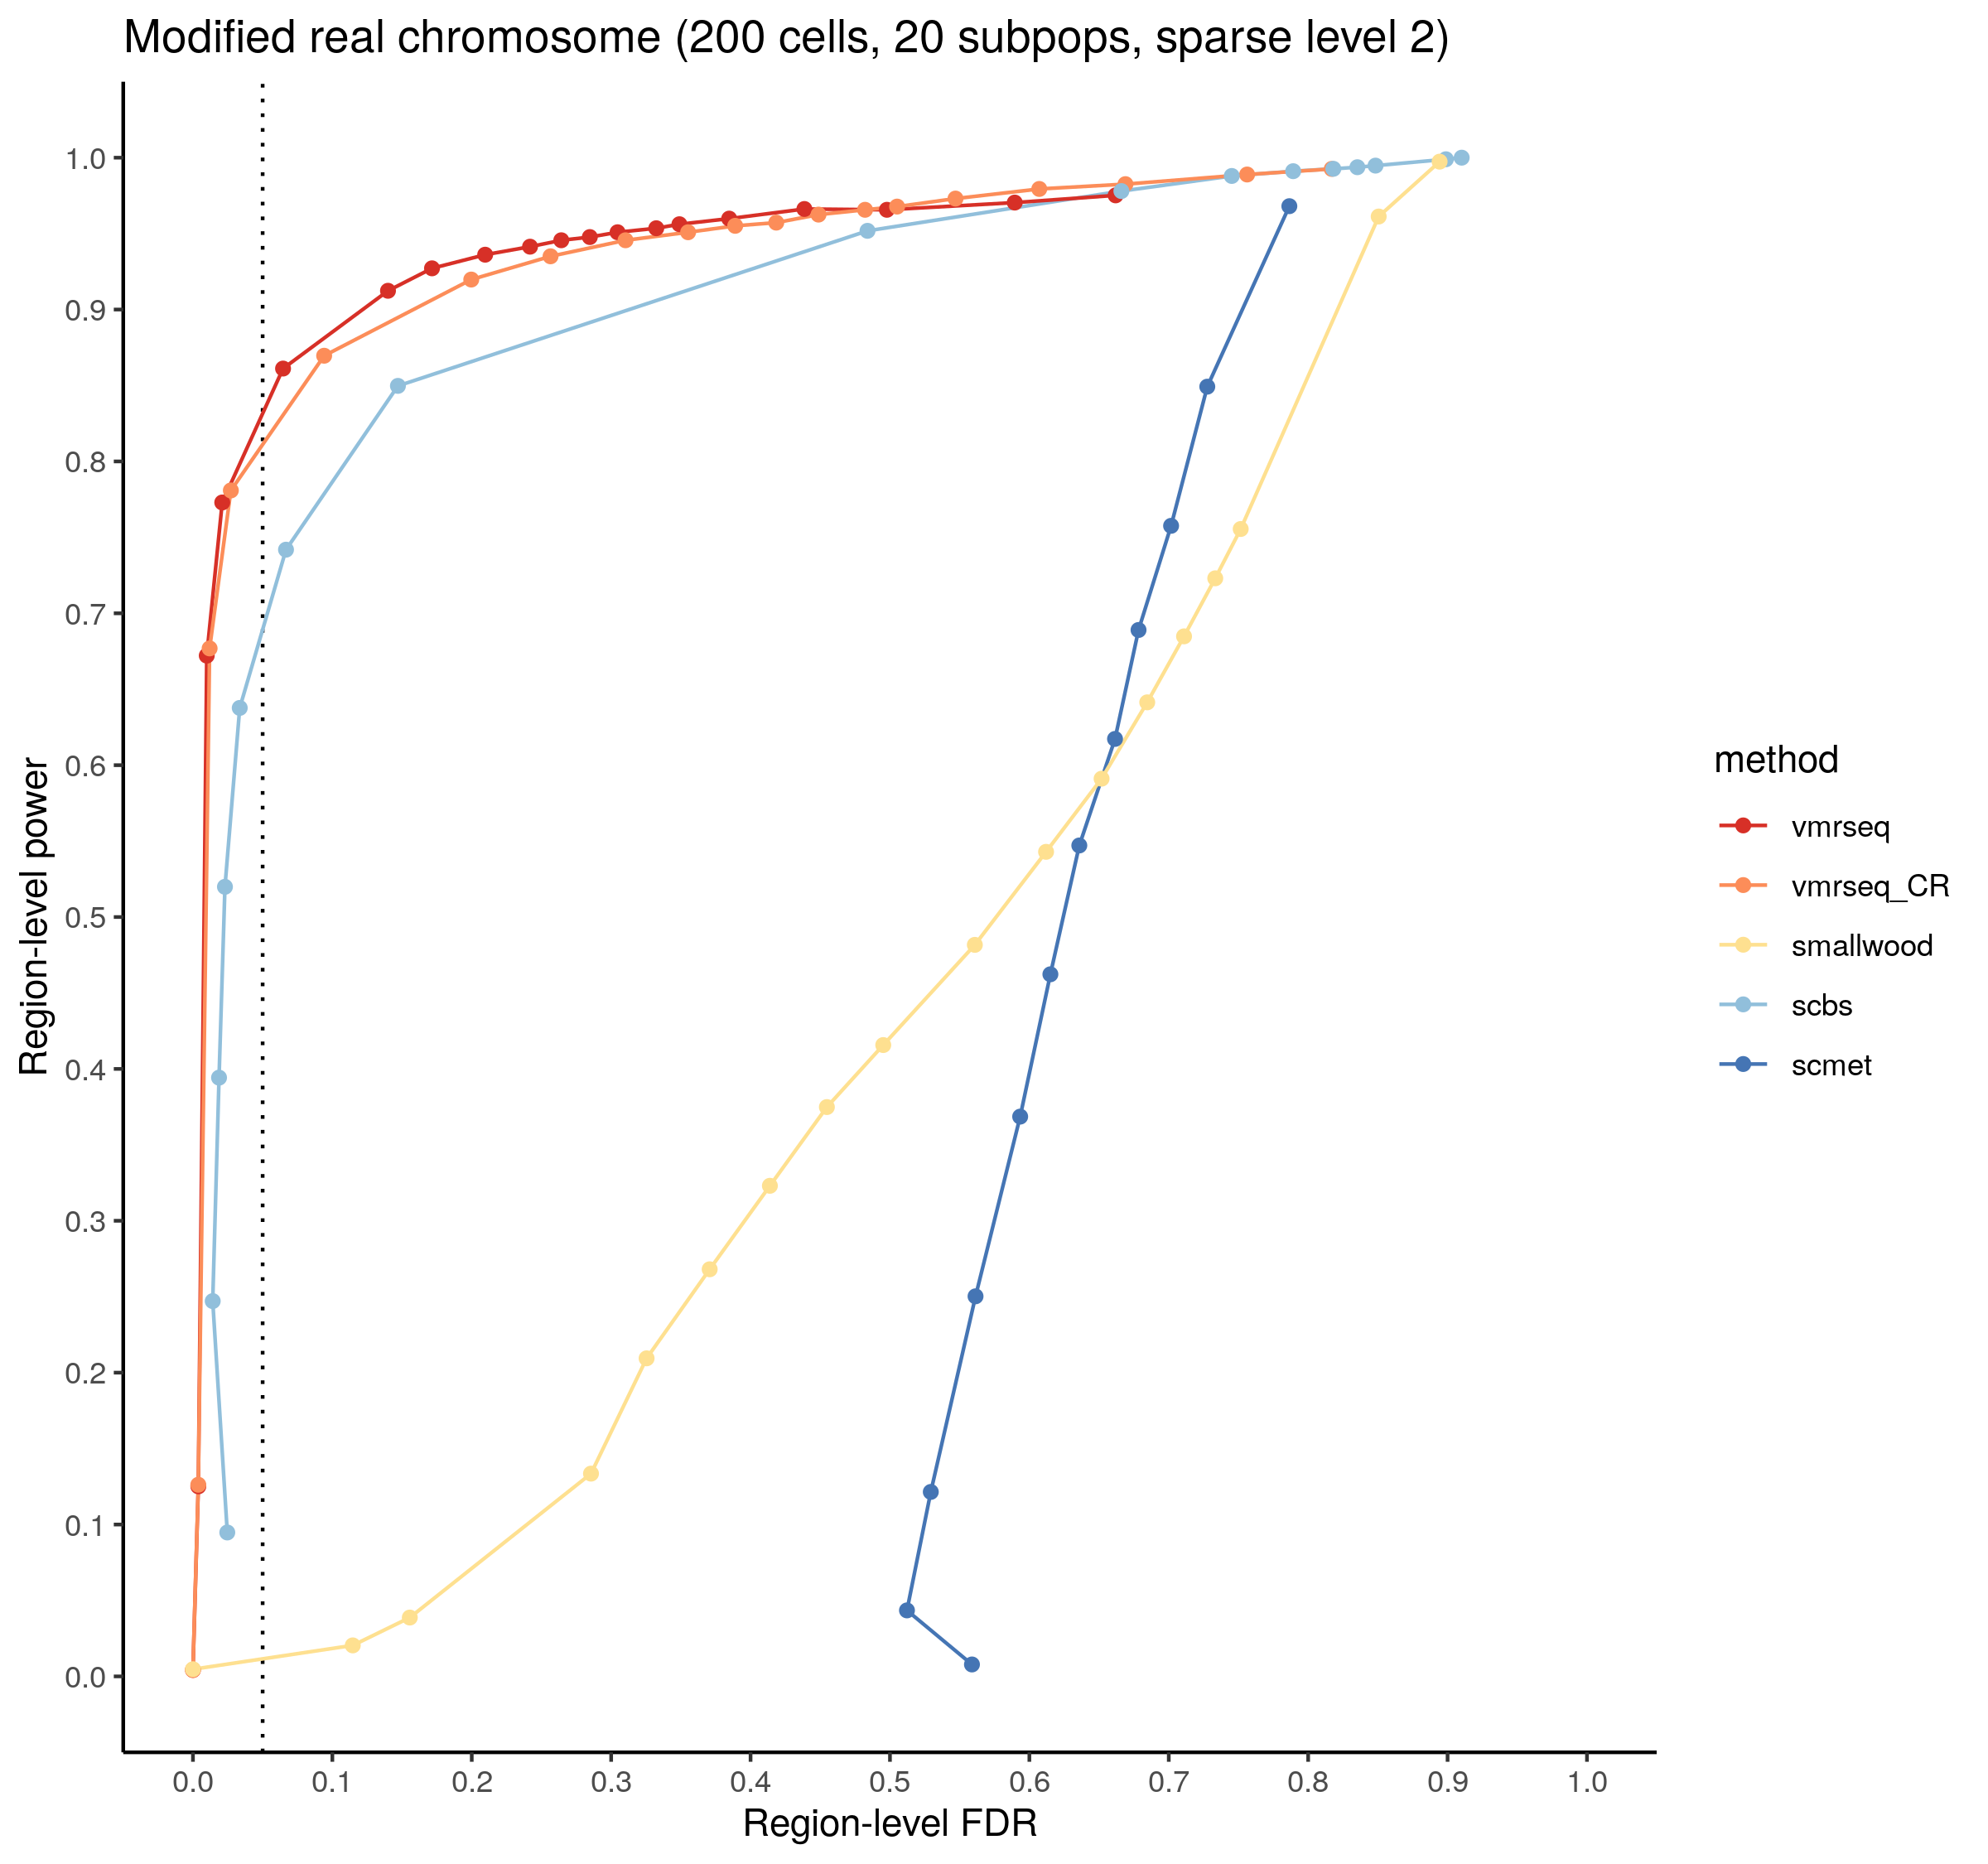 Modified real chromosome (200 cells, 20 subpops, sparse level 2)
Region-level power
1.0
0.9
0.8
0.7
0.6
0.5
0.4
0.3
0.2
0.1
0.0
0.0 0.1 0.2 0.3 0.4 0.5 0.6 0.7 0.8 0.9 1.0
Region-level FDR
method
vmrseq
vmrseq_CR
smallwood
scbs
scmet